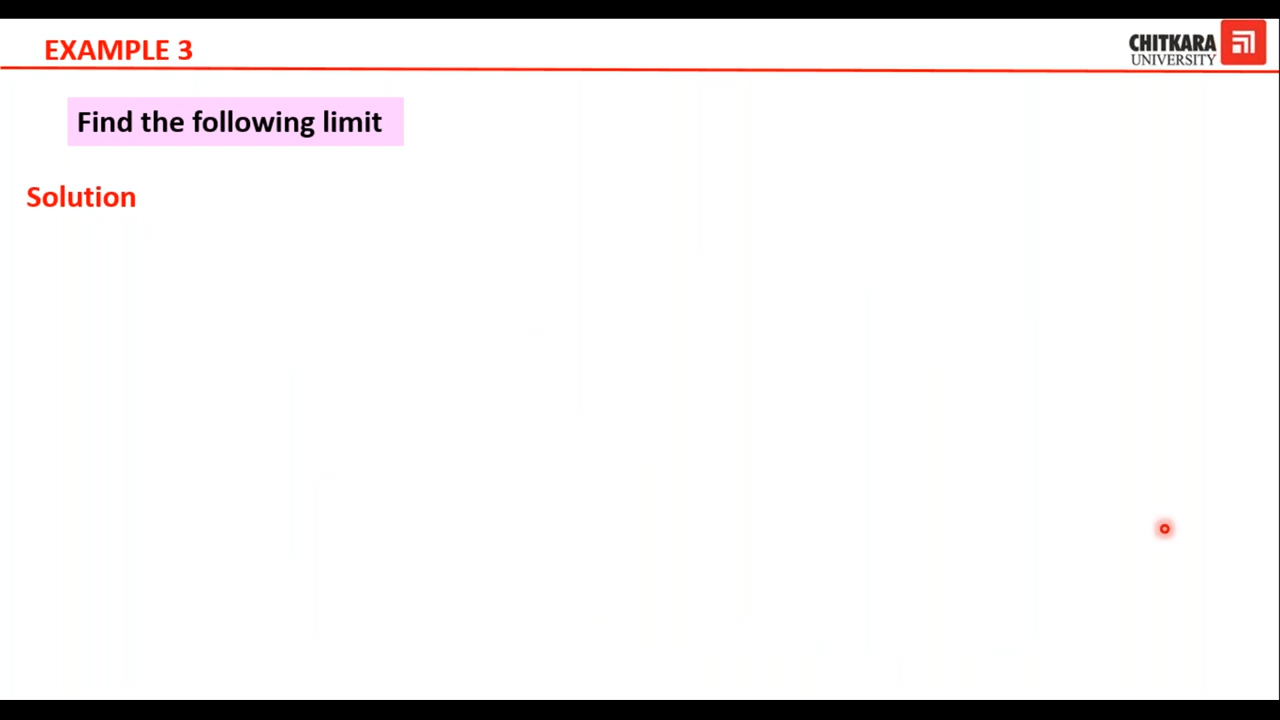 EXAMPLE 3
CHITKARA
UNIVERSITY
Find the following limit
Solution